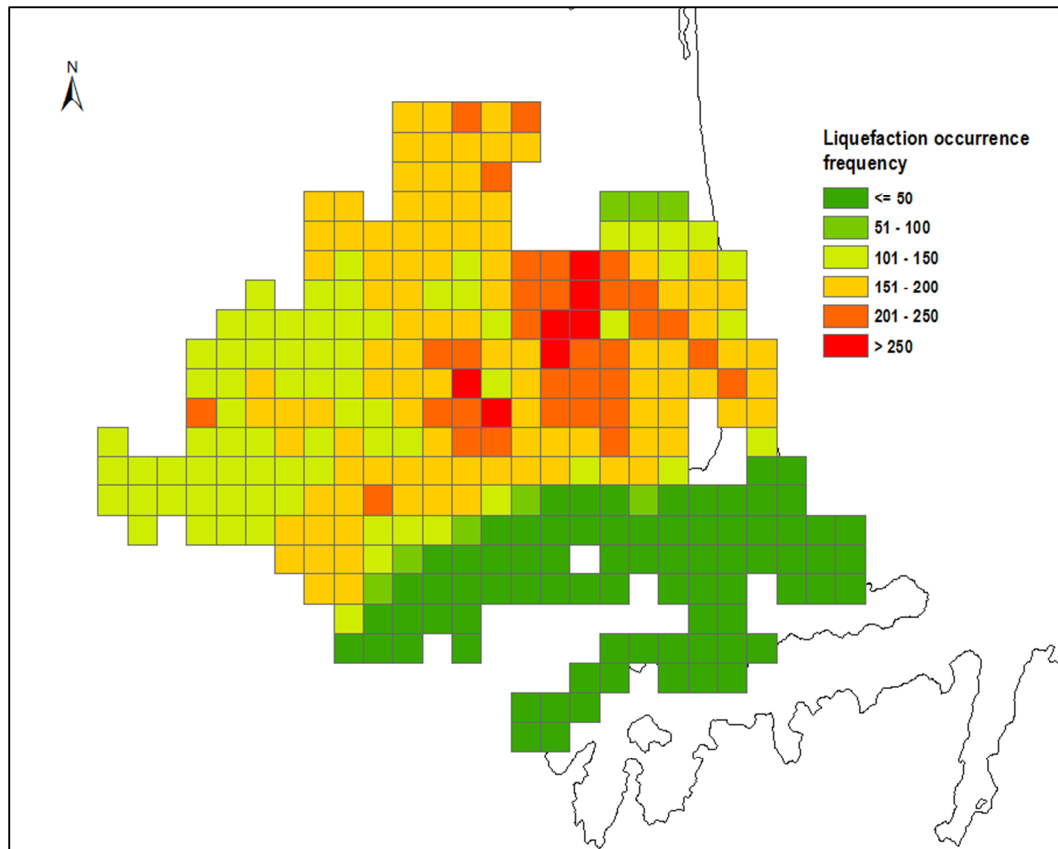 N
Liquefaction occurrence
frequency
<= 50
51 - 100
101 - 150
151 - 200
201 - 250
> 250